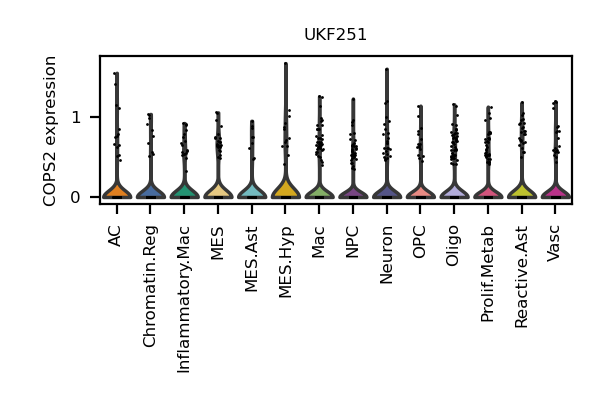 UKF251
COPS2 expression
1
0
AC
Chromatin.Reg
Inflammatory.Mac
MES
MES.Ast
MES.Hyp
Mac
NPC
Neuron
OPC
Oligo
Prolif.Metab
Reactive.Ast
Vasc